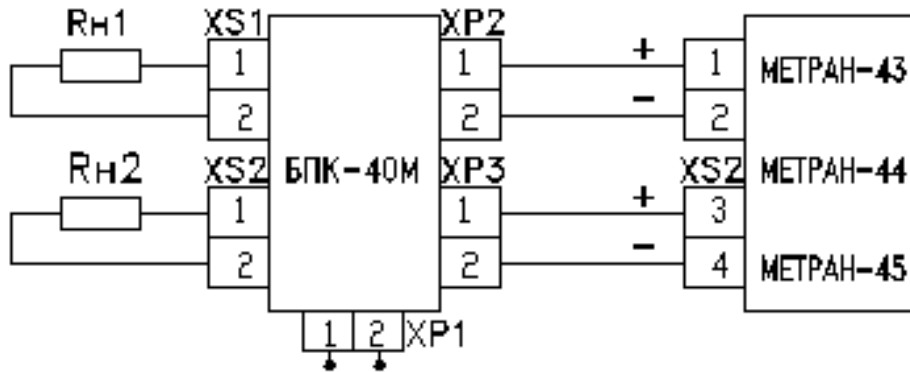 Rн1 XS1 XP2
1 1 + 1 МЕТРАН-43
2 2 − 2
Rн2 XS2 БПК-40М XP3 XS2 МЕТРАН-44
1 1 + 3
2 2 − 4 МЕТРАН-45
1 2 XP1